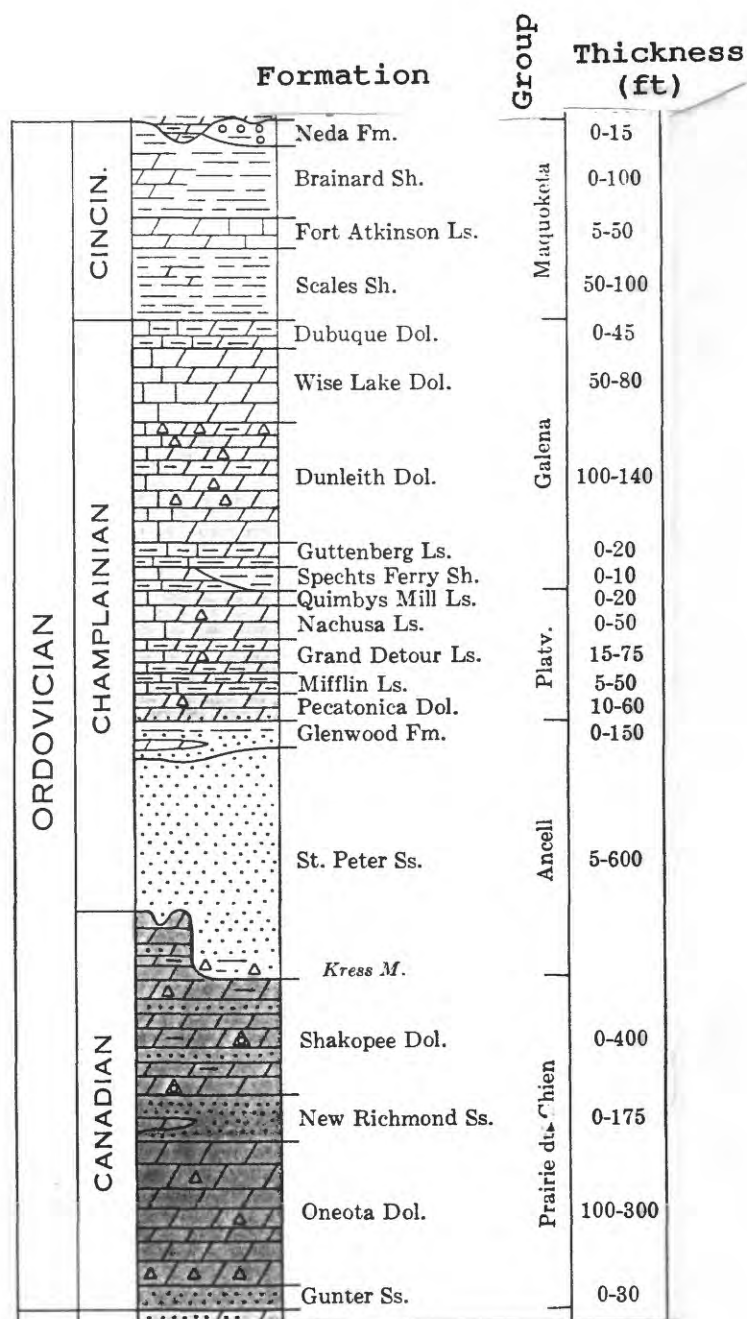 Formation Group Thickness (ft)
ORDOVICIAN
CINCIN.
Maquoketa
Neda Fm. 0-15
Brainard Sh. 0-100
Fort Atkinson Ls. 5-50
Scales Sh. 50-100
CHAMPLAINIAN
Galena
Dubuque Dol. 0-45
Wise Lake Dol. 50-80
Dunleith Dol. 100-140
Guttenberg Ls. 0-20
Spechts Ferry Sh. 0-10
Platv.
Quimbys Mill Ls. 0-20
Nachusa Ls. 0-50
Grand Detour Ls. 15-75
Mifflin Ls. 5-50
Pecatonica Dol. 10-60
Ancell
Glenwood Fm. 0-150
St. Peter Ss. 5-600
Kress M.
CANADIAN
Prairie du Chien
Shakopee Dol. 0-400
New Richmond Ss. 0-175
Oneota Dol. 100-300
Gunter Ss. 0-30